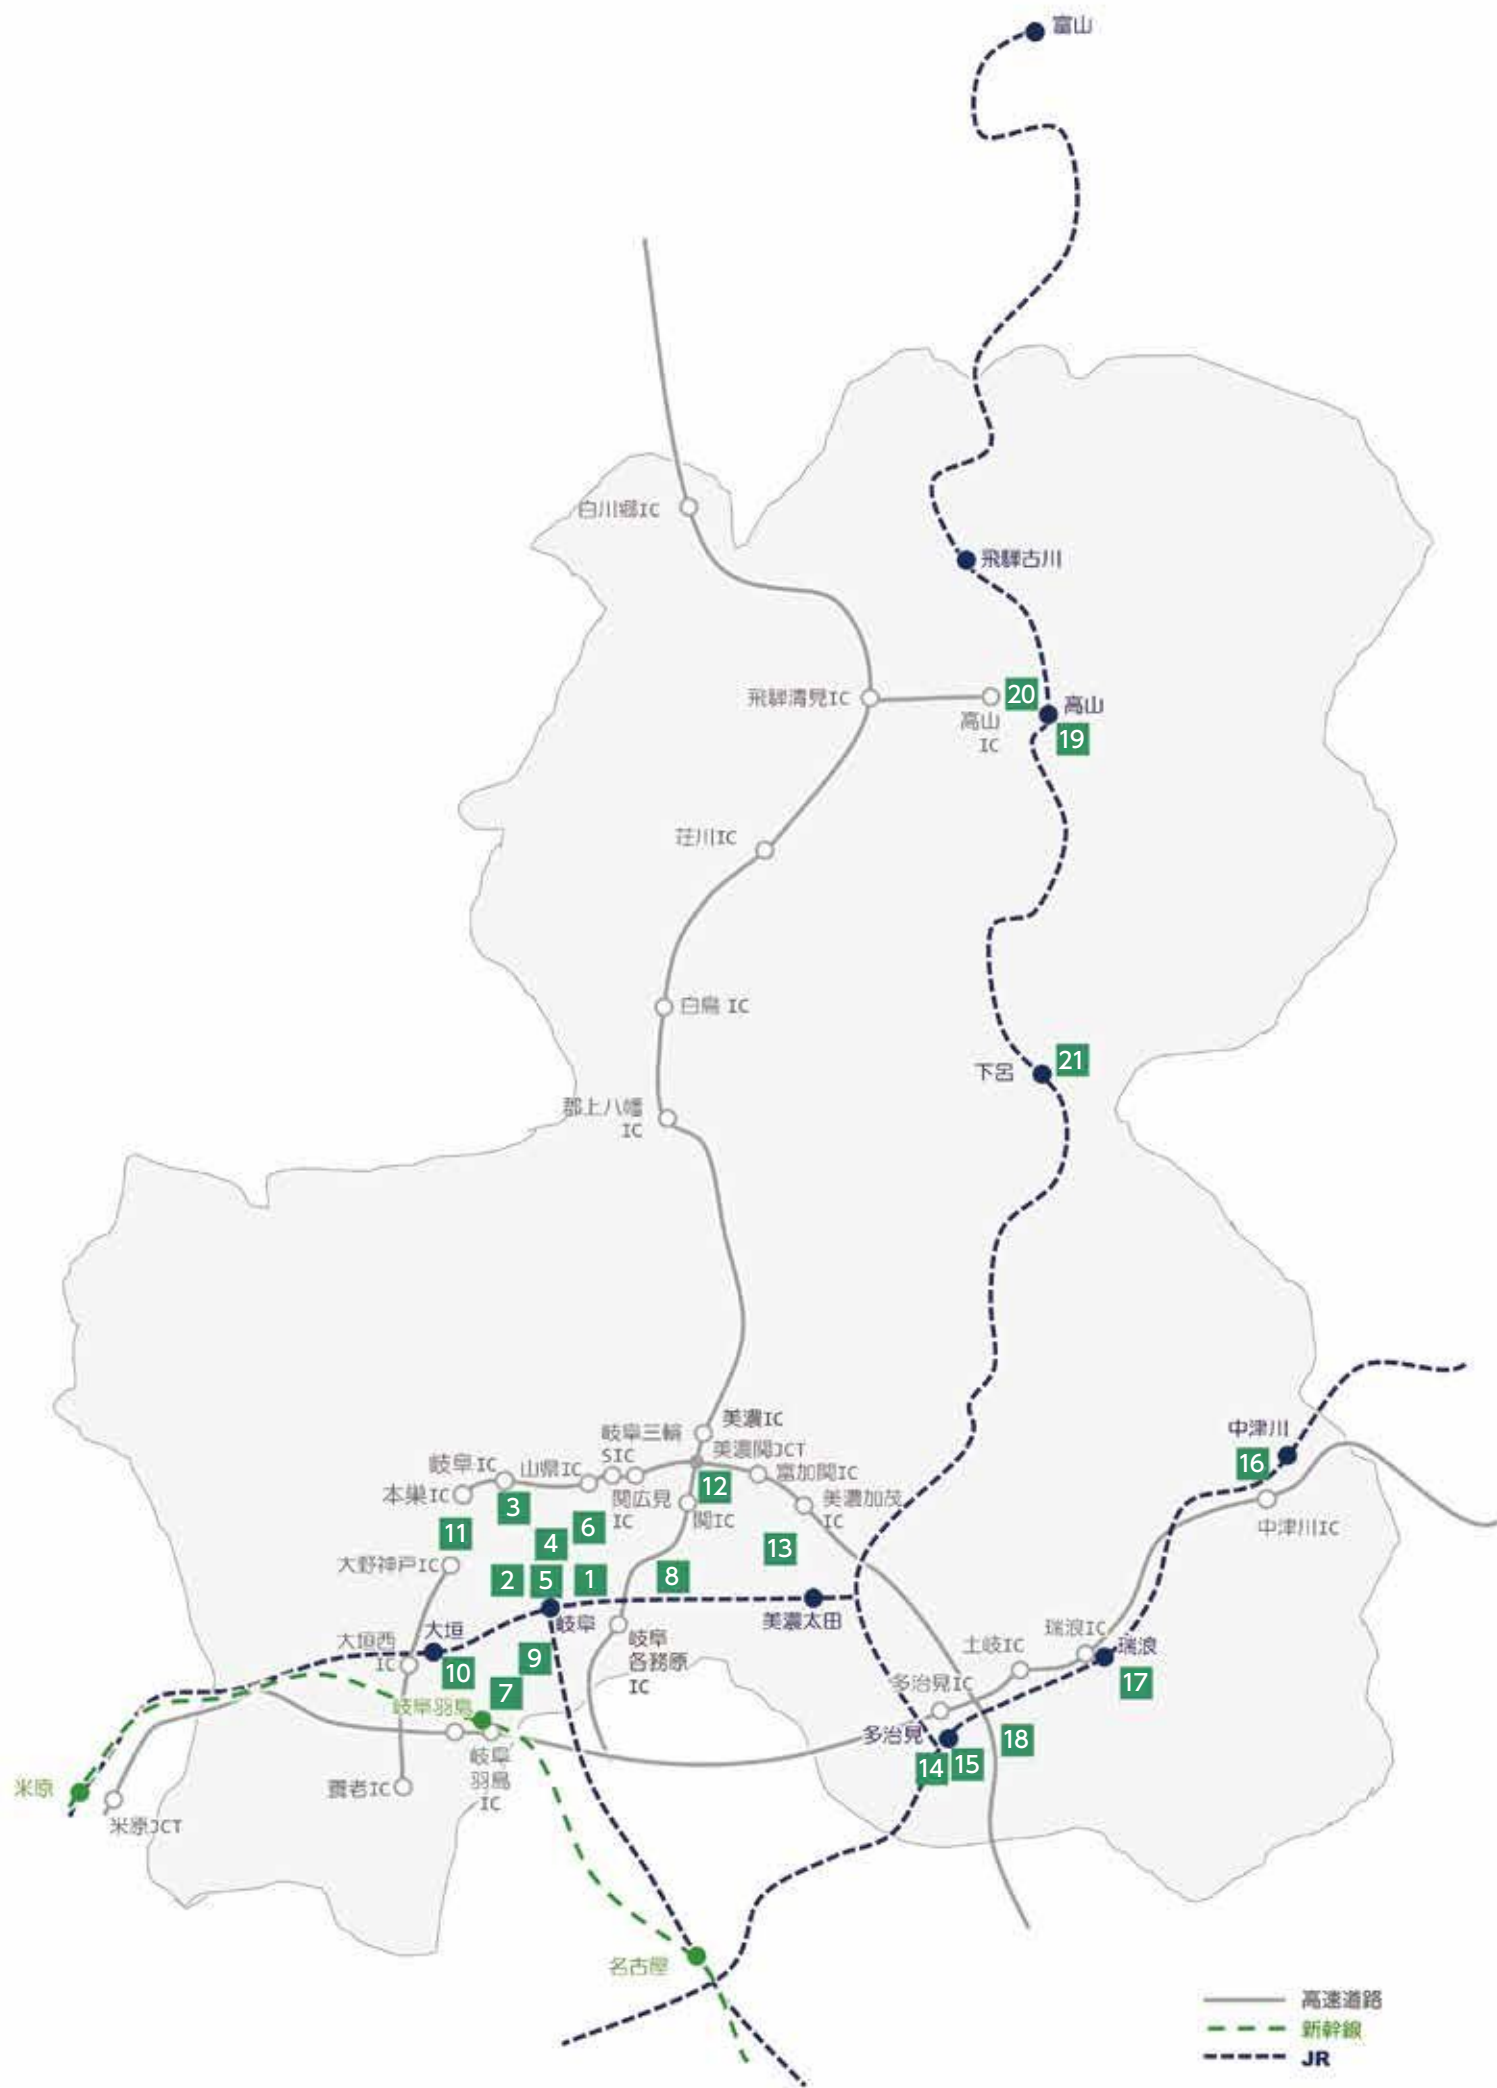 富山
白川郷IC
飛騨古川
飛騨清見IC
20
高山
高山
IC
19
荘川IC
白鳥 IC
下呂
21
郡上八幡
IC
美濃IC
岐阜三輪
SIC
美濃関JCT
中津川
16
岐阜IC
山県IC
富加関IC
本巣IC
3
関広見
IC
12
関IC
美濃加茂
IC
中津川IC
11
6
4
13
大野神戸IC
2
5
1
8
大垣
岐阜
美濃太田
大垣西
IC
岐阜
各務原
IC
土岐IC
瑞浪IC
瑞浪
10
9
17
7
多治見IC
岐阜羽島
多治見
18
14
15
岐阜
羽島
IC
米原
養老IC
米原JCT
名古屋
高速道路
新幹線
JR